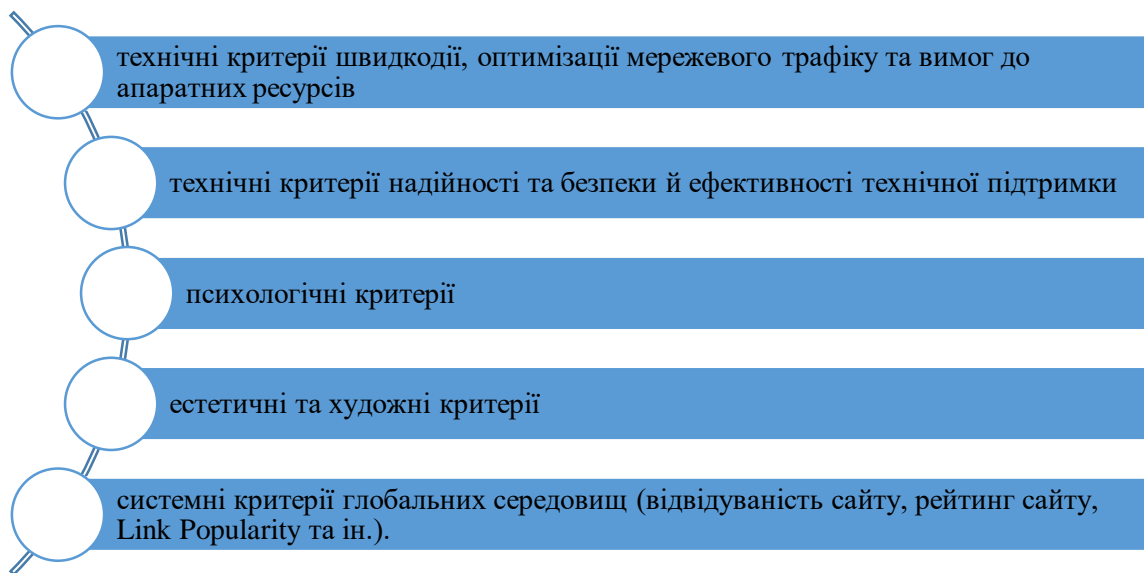 технічні критерії швидкодії, оптимізації мережевого трафіку та вимог до
апаратних ресурсів
технічні критерії надійності та безпеки й ефективності технічної підтримки
психологічні критерії
естетичні та художні критерії
системні критерії глобальних середовищ (відвідуваність сайту, рейтинг сайту,
Link Popularity та ін.).